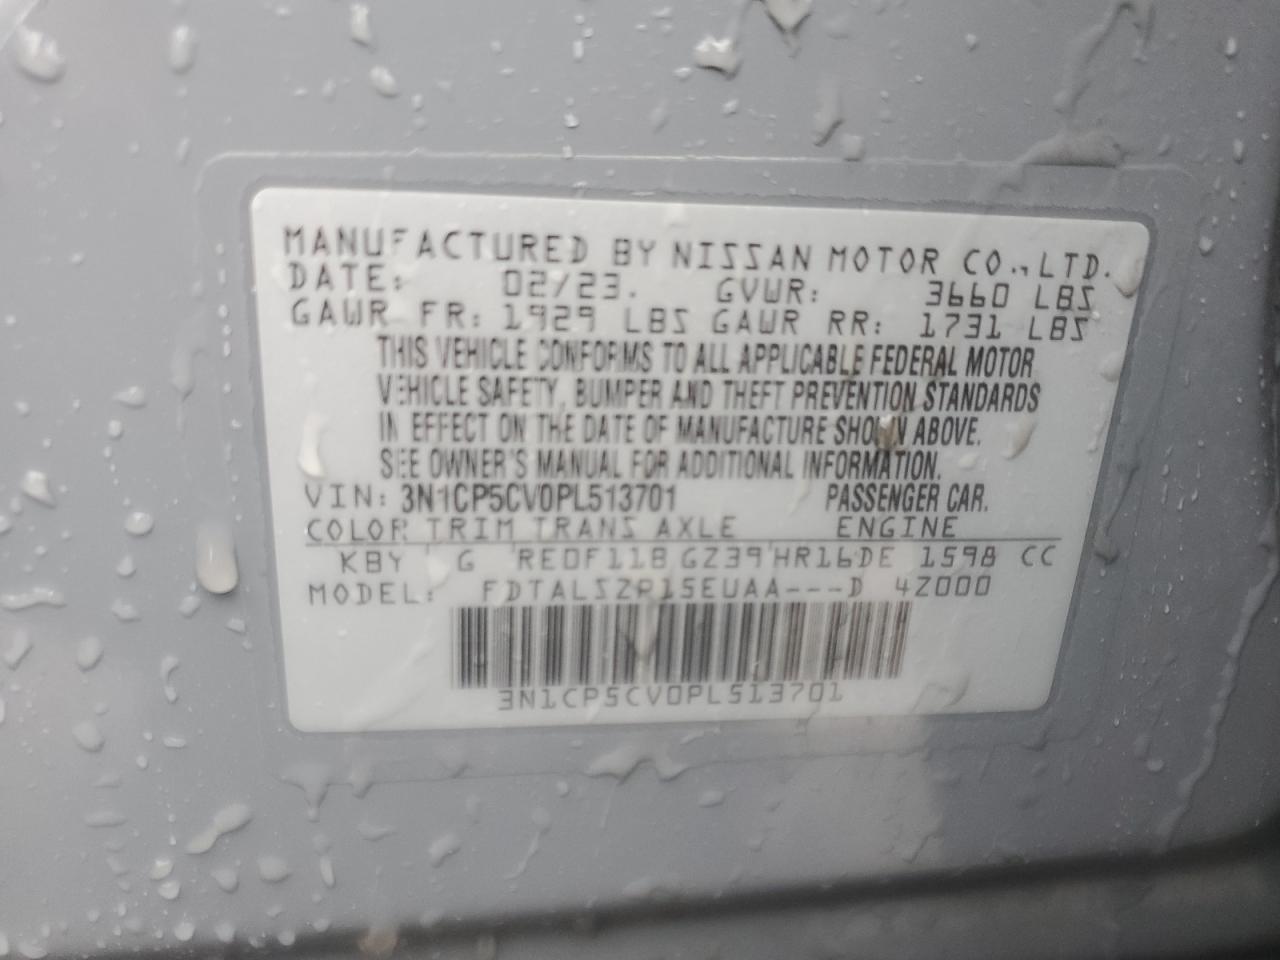 MANUFACTURED BY NISSAN MOTOR CO., LTD.
DATE: 02/23. GVWR: 3660 LBS
GAWR FR: 1929 LBS GAWR RR: 1731 LBS
THIS VEHICLE CONFORMS TO ALL APPLICABLE FEDERAL MOTOR
VEHICLE SAFETY, BUMPER AND THEFT PREVENTION STANDARDS
IN EFFECT ON THE DATE OF MANUFACTURE SHOWN ABOVE.
SEE OWNER'S MANUAL FOR ADDITIONAL INFORMATION.
VIN: 3N1CP5CV0PL513701 PASSENGER CAR.
COLOR TRIM TRANS AXLE ENGINE
KBY G RE0F11B GZ39 HR16DE 1598 CC
MODEL: FDTALSZP15EUAA---D 4Z000
3N1CP5CV0PL513701